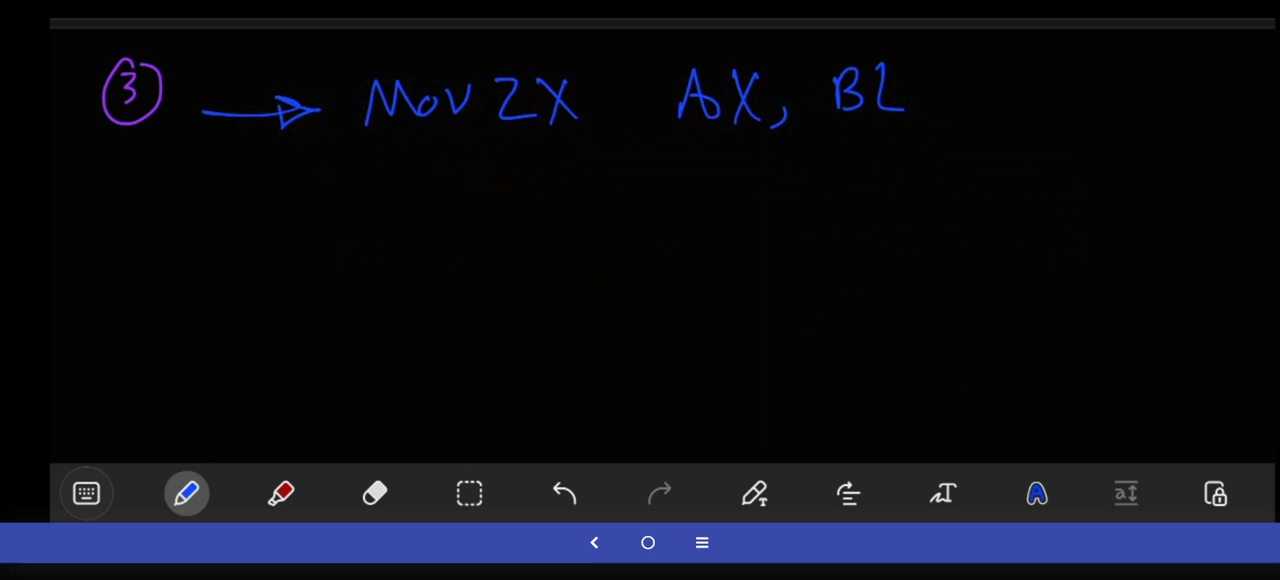 ③ → MOVZX AX, BL